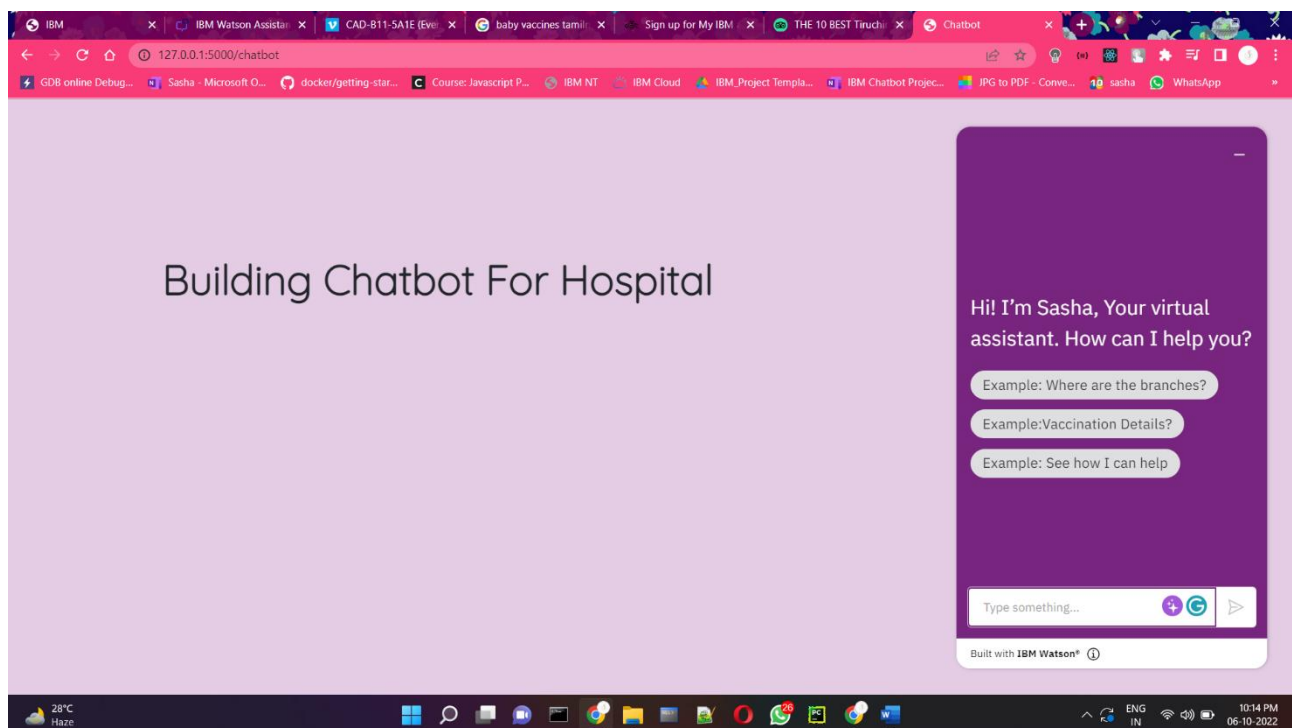 IBM
IBM Watson Assistan
CAD-B11-5A1E (Eve
baby vaccines tamil
Sign up for My IBM
THE 10 BEST Tiruchi
Chatbot
127.0.0.1:5000/chatbot
GDB online Debug...
Sasha - Microsoft O...
docker/getting-star...
Course: Javascript P...
IBM NT
IBM Cloud
IBM_Project Templa...
IBM Chatbot Projec...
JPG to PDF - Conve...
sasha
WhatsApp
Building Chatbot For Hospital
Hi! I'm Sasha, Your virtual
assistant. How can I help you?
Example: Where are the branches?
Example:Vaccination Details?
Example: See how I can help
Type something...
Built with IBM Watson®
28°C
Haze
26
ENG
IN
10:14 PM
06-10-2022